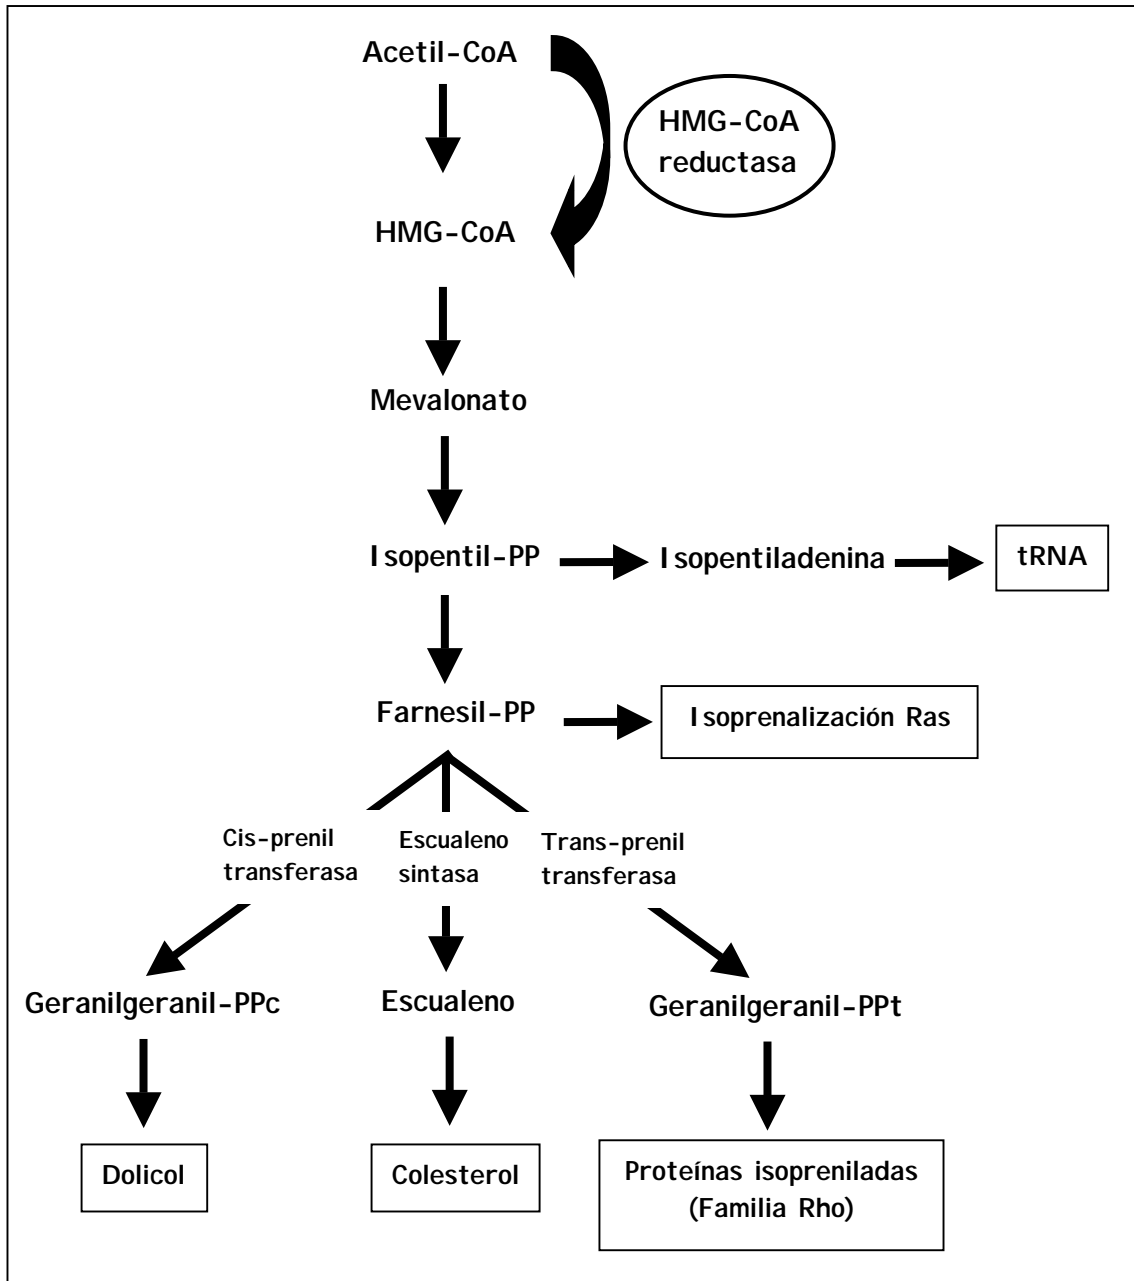 Acetil-CoA
HMG-CoA
reductasa
HMG-CoA
Mevalonato
Isopentil-PP
Isopentiladenina
tRNA
Farnesil-PP
Isoprenalización Ras
Cis-prenil
transferasa
Escualeno
sintasa
Trans-prenil
transferasa
Geranilgeranil-PPc
Escualeno
Geranilgeranil-PPt
Dolicol
Colesterol
Proteínas isopreniladas
(Familia Rho)